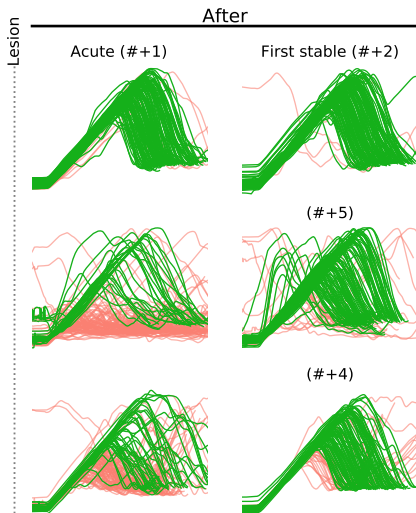 After
Lesion
Acute (#+1)
First stable (#+2)
(#+5)
(#+4)